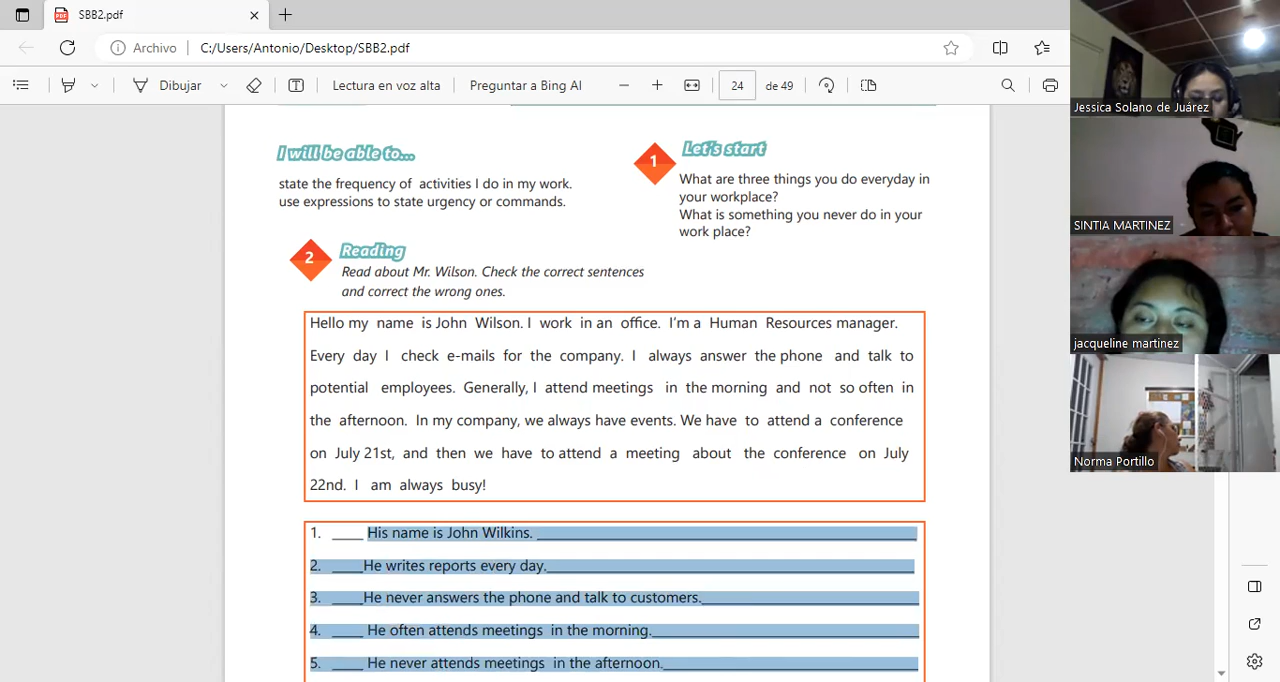 SBB2.pdf
Archivo
C:/Users/Antonio/Desktop/SBB2.pdf
Dibujar
Lectura en voz alta
Preguntar a Bing AI
24
de 49
I will be able to...
state the frequency of activities I do in my work.
use expressions to state urgency or commands.
1
Let's start
What are three things you do everyday in
your workplace?
What is something you never do in your
work place?
2
Reading
Read about Mr. Wilson. Check the correct sentences
and correct the wrong ones.
Hello my name is John Wilson. I work in an office. I'm a Human Resources manager.
Every day I check e-mails for the company. I always answer the phone and talk to
potential employees. Generally, I attend meetings in the morning and not so often in
the afternoon. In my company, we always have events. We have to attend a conference
on July 21st, and then we have to attend a meeting about the conference on July
22nd. I am always busy!
1. ____ His name is John Wilkins. ____
2. ____He writes reports every day.____
3. ____He never answers the phone and talk to customers.____
4. ____ He often attends meetings in the morning.____
5. ____ He never attends meetings in the afternoon.____
Jessica Solano de Juárez
SINTIA MARTINEZ
jacqueline martinez
Norma Portillo